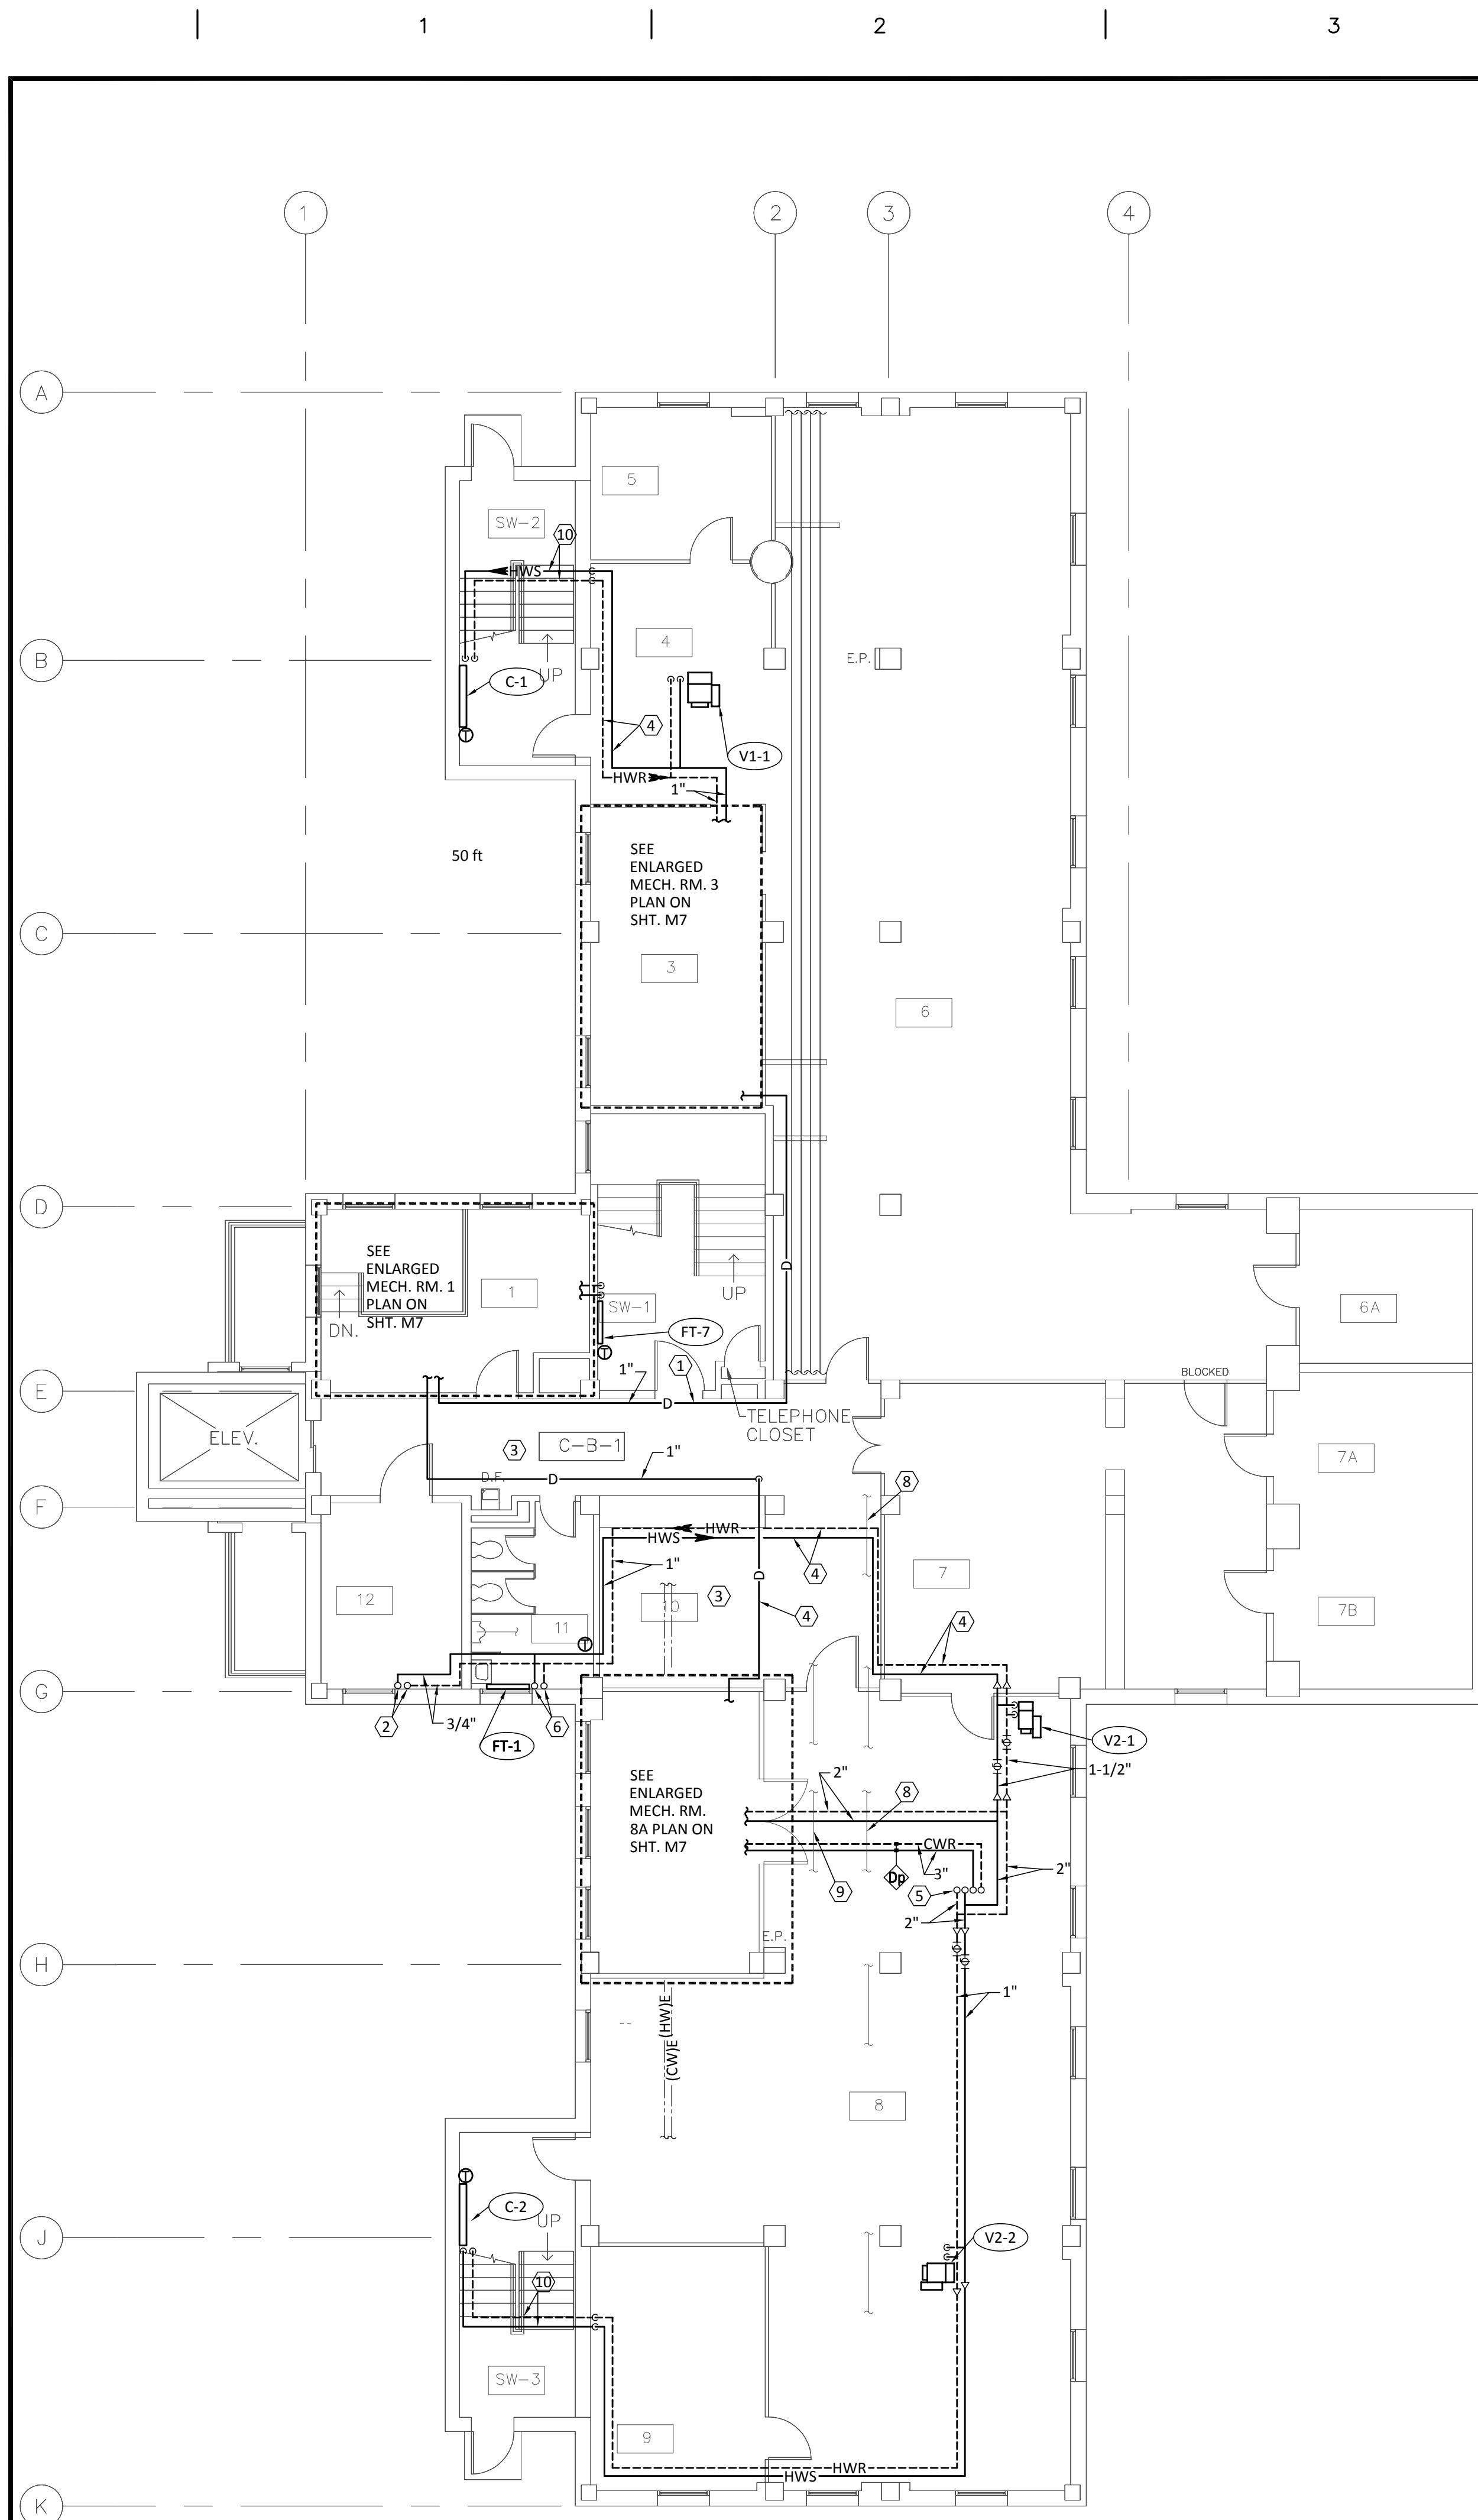 1
2
3
1
2
3
4
A
5
SW-2
10
HWS
4
B
E.P.
C-1
UP
4
V1-1
HWR
1"
50 ft
SEE
ENLARGED
MECH. RM. 3
PLAN ON
SHT. M7
C
3
6
D
SEE
ENLARGED
MECH. RM. 1
PLAN ON
SHT. M7
1
DN.
T
SW-1
UP
D
6A
FT-7
T
1"
1
BLOCKED
E
D
TELEPHONE
CLOSET
ELEV.
3
C-B-1
1"
7A
D.F.
D
8
F
HWR
HWS
4
1"
D
7
12
10
3
4
7B
11
T
4
G
2
3/4"
6
FT-1
V2-1
1-1/2"
SEE
ENLARGED
MECH. RM.
8A PLAN ON
SHT. M7
2"
8
CWR
3"
Dp
9
5
2"
2"
E.P.
H
1"
(HW)E
(CW)E
--
8
T
C-2
UP
J
V2-2
10
SW-3
9
HWR
HWS
K